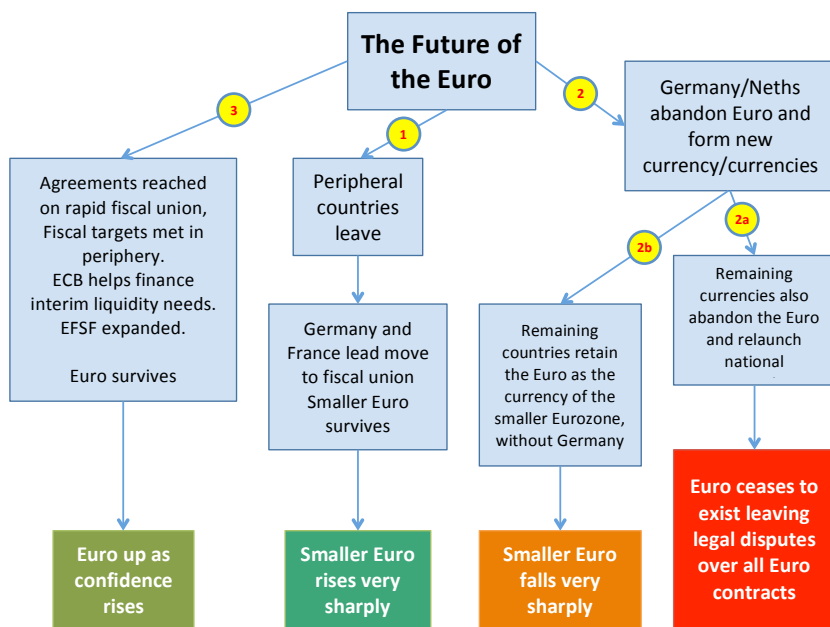 The Future of
the Euro
3
1
2
Germany/Neths
abandon Euro and
form new
currency/currencies
Agreements reached
on rapid fiscal union,
Fiscal targets met in
periphery.
ECB helps finance
interim liquidity needs.
EFSF expanded.
Euro survives
Peripheral
countries
leave
2b
2a
Germany and
France lead move
to fiscal union
Smaller Euro
survives
Remaining
countries retain
the Euro as the
currency of the
smaller Eurozone,
without Germany
Remaining
currencies also
abandon the Euro
and relaunch
national
Euro up as
confidence
rises
Smaller Euro
rises very
sharply
Smaller Euro
falls very
sharply
Euro ceases to
exist leaving
legal disputes
over all Euro
contracts